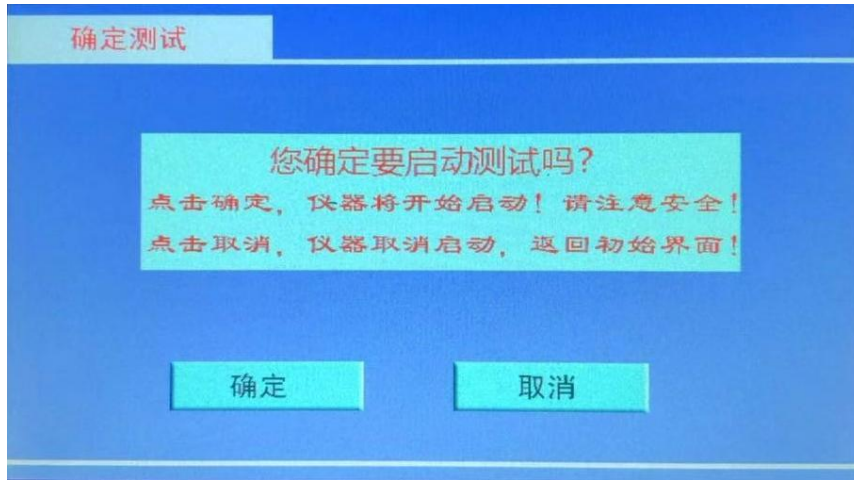 确定测试
您确定要启动测试吗？
点击确定，仪器将开始启动！请注意安全！
点击取消，仪器取消启动，返回初始界面！
确定
取消